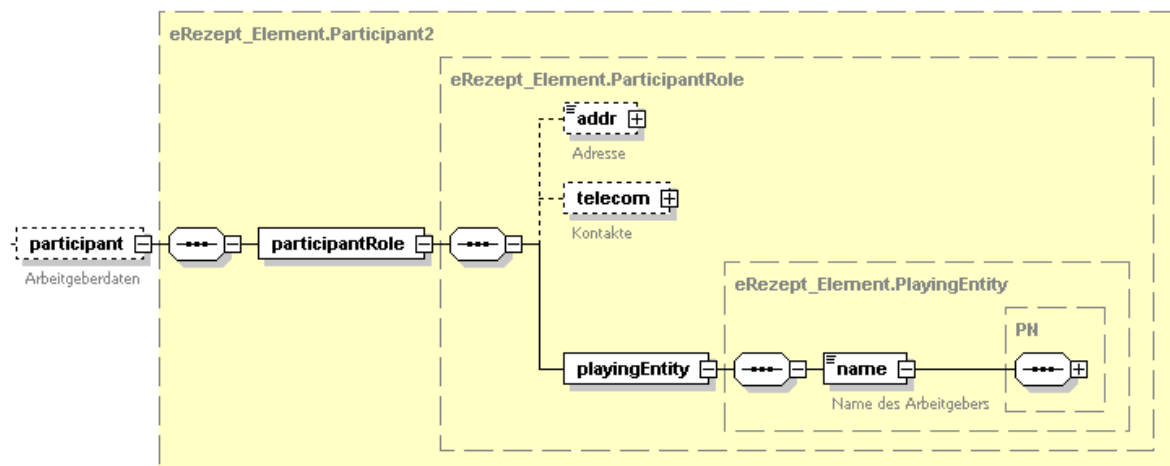 eRezept_Element.Participant2
eRezept_Element.ParticipantRole
addr
Adresse
telecom
Kontakte
participant
participantRole
Arbeitgeberdaten
eRezept_Element.PlayingEntity
PN
playingEntity
name
Name des Arbeitgebers